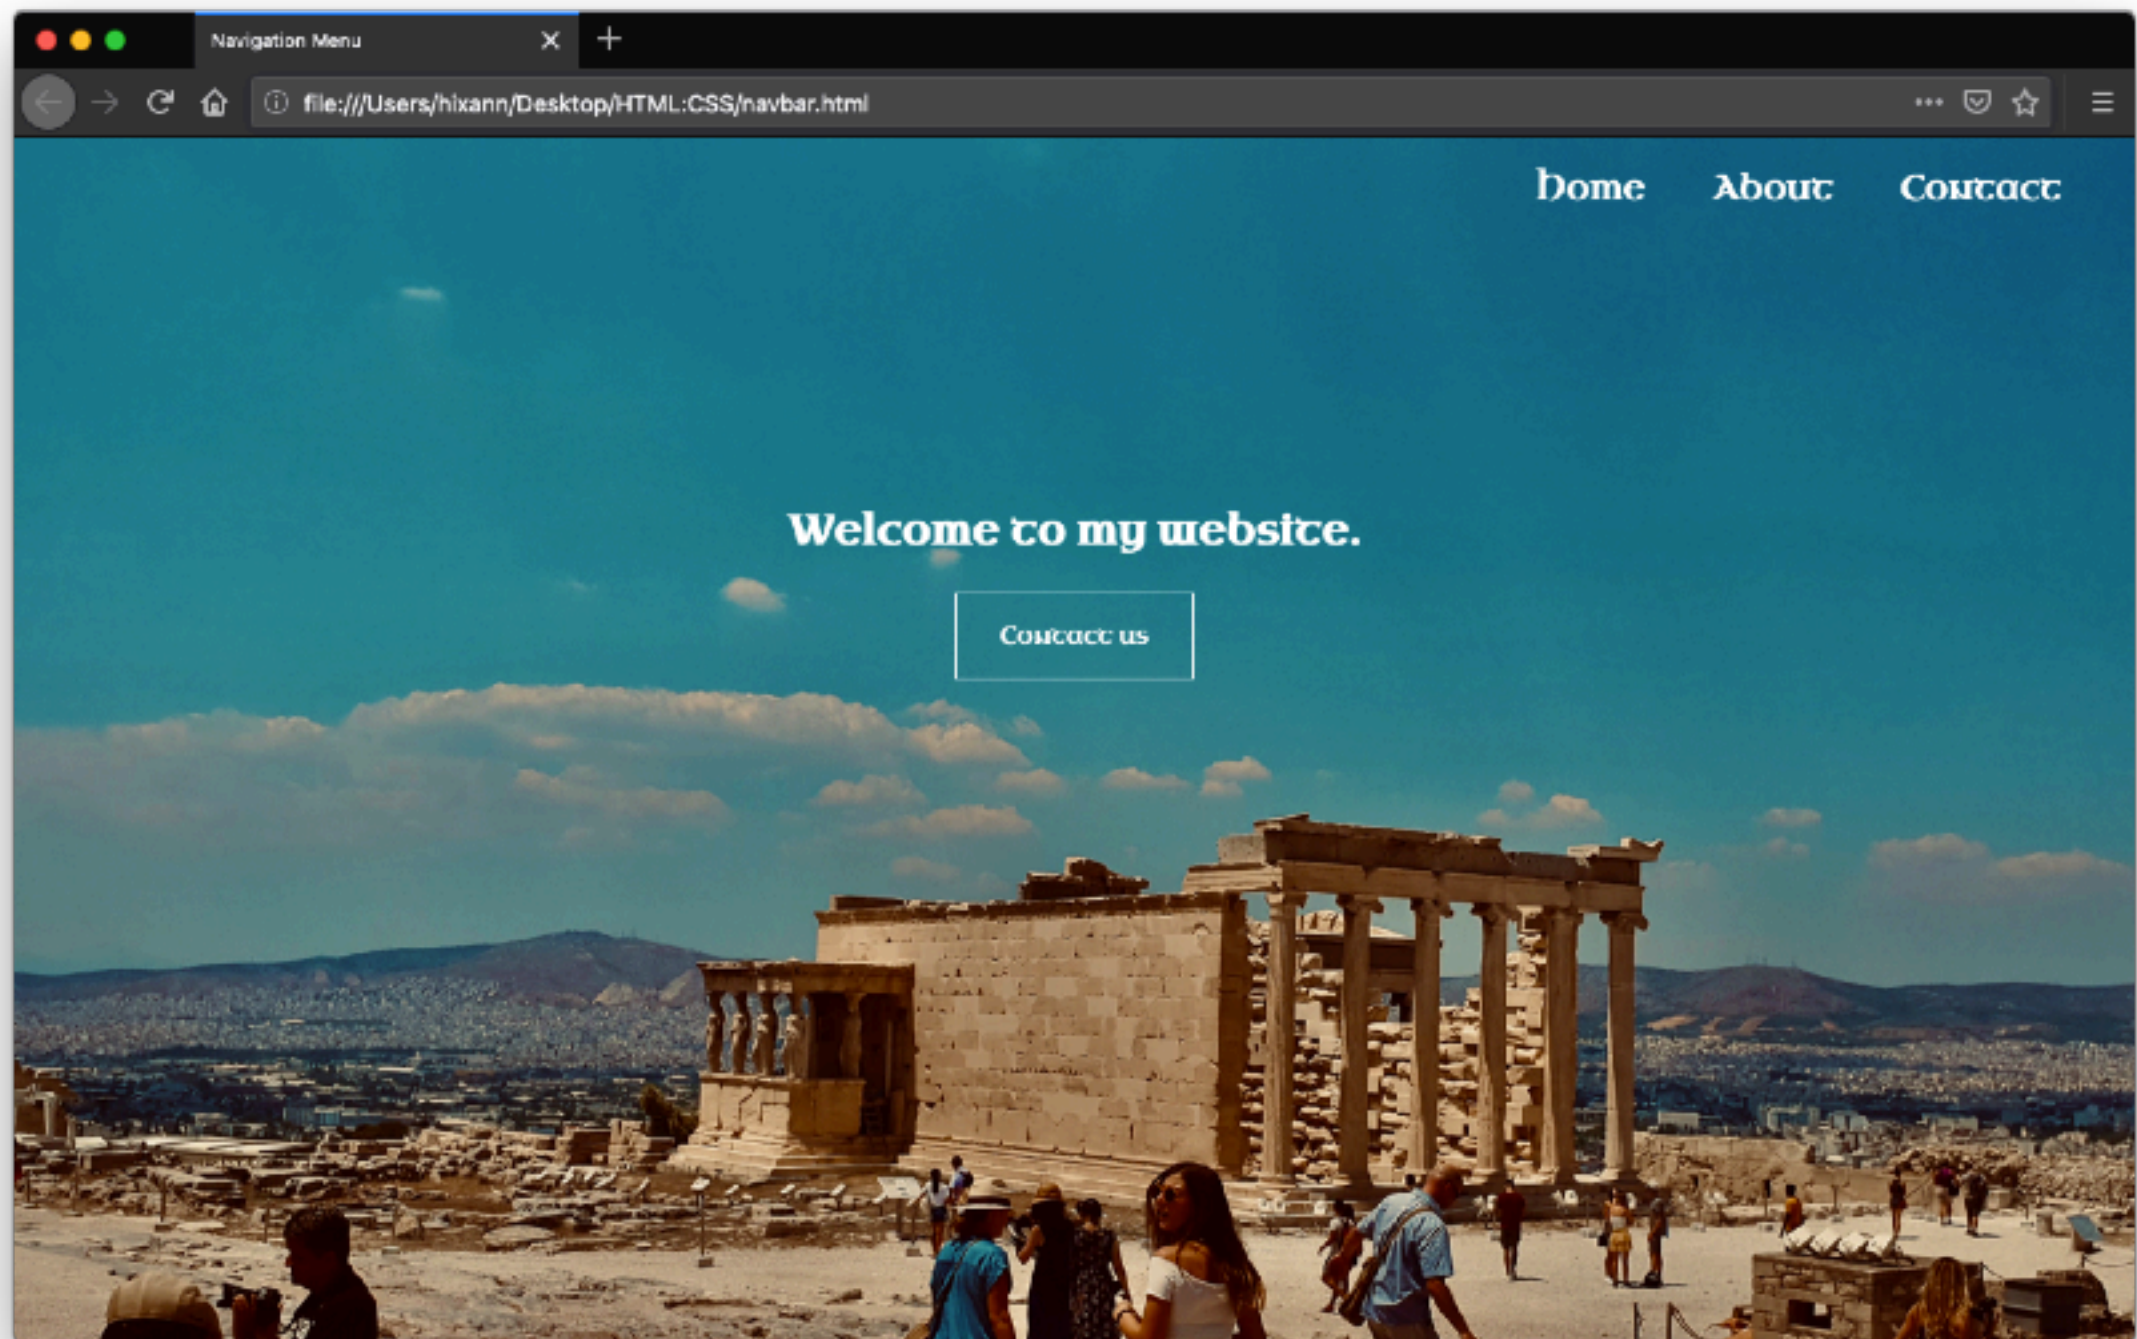 Navigation Menu
file:///Users/hixann/Desktop/HTML:CSS/navbar.html
Home About Contact
Welcome to my website.
Contact us